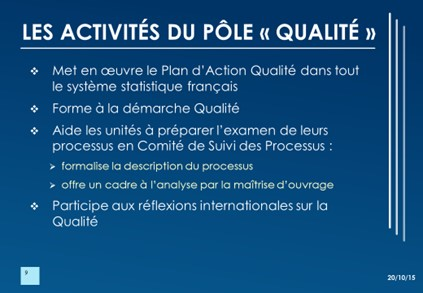 LES ACTIVITÉS DU PÔLE « QUALITÉ »
❖ Met en œuvre le Plan d'Action Qualité dans tout
le système statistique français
❖ Forme à la démarche Qualité
❖ Aide les unités à préparer l'examen de leurs
processus en Comité de Suivi des Processus :
➢ formalise la description du processus
➢ offre un cadre à l'analyse par la maîtrise d'ouvrage
❖ Participe aux réflexions internationales sur la
Qualité
9
20/10/15